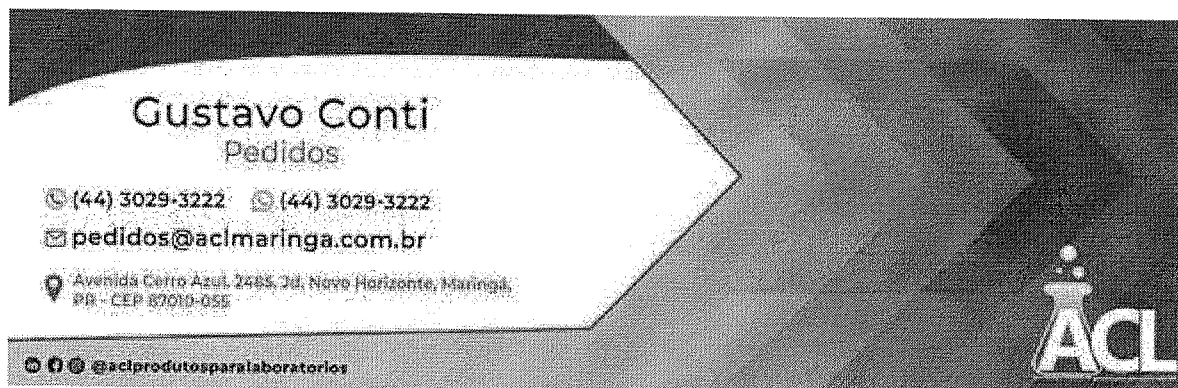 Gustavo Conti
Pedidos
(44) 3029-3222 (44) 3029-3222
pedidos@aclmaringa.com.br
Avenida Cerro Azul, 2465, Jd. Novo Horizonte, Maringá,
PR - CEP 87010-055
@aclprodutosparalaboratorios
ACL